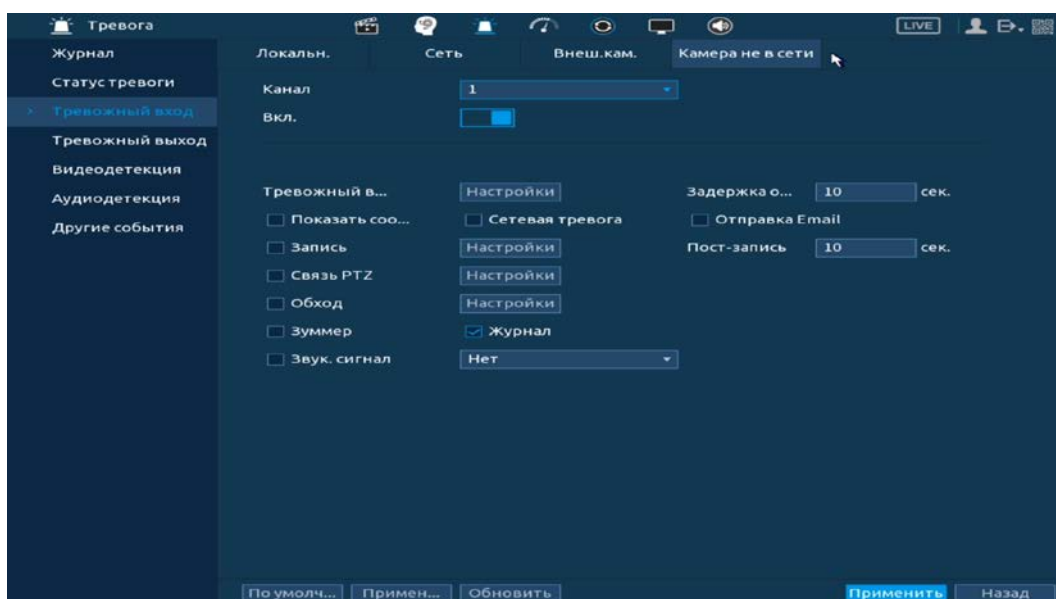 Тревога LIVE
Журнал
Статус тревоги
Тревожный вход
Тревожный выход
Видеодетекция
Аудиодетекция
Другие события
Локальн. Сеть Внеш.кам. Камера не в сети
Канал 1
Вкл.
Тревожный в... Настройки Задержка о... 10 сек.
Показать соо... Сетевая тревога Отправка Email
Запись Настройки Пост-запись 10 сек.
Связь PTZ Настройки
Обход Настройки
Зуммер Журнал
Звук. сигнал Нет
По умолч... Примен... Обновить Применить Назад